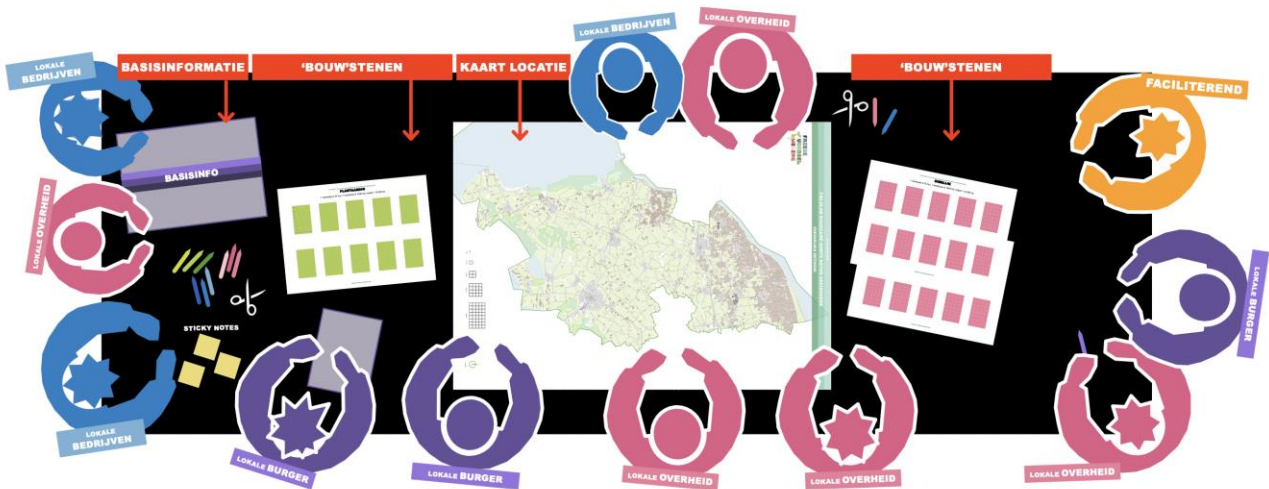 LOKALE BEDRIJVEN
LOKALE OVERHEID
LOKALE
BEDRIJVEN
BASISINFORMATIE
'BOUW'STENEN
KAART LOCATIE
'BOUW'STENEN
FACILITEREND
BASISINFO
LOKALE OVERHEID
STICKY NOTES
LOKALE BURGER
LOKALE
BEDRIJVEN
LOKALE BURGER
LOKALE BURGER
LOKALE OVERHEID
LOKALE OVERHEID
LOKALE OVERHEID